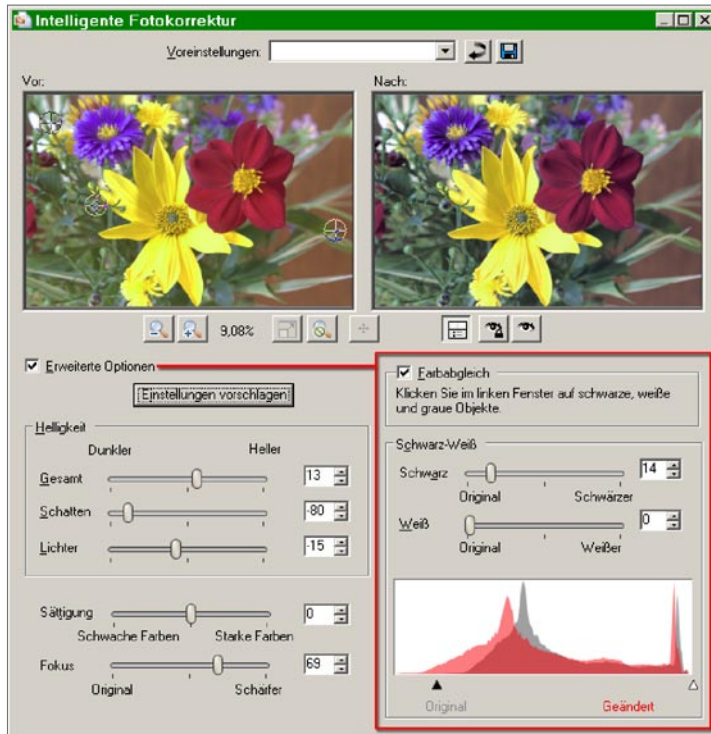 Intelligente Fotokorrektur
Voreinstellungen:
Vor:
Nach:
9,08%
Erweiterte Optionen
Einstellungen vorschlagen
Helligkeit
Dunkler Heller
Gesamt 13
Schatten -80
Lichter -15
Sättigung 0
Schwache Farben Starke Farben
Fokus 69
Original Schärfer
Farbabgleich
Klicken Sie im linken Fenster auf schwarze, weiße
und graue Objekte.
Schwarz-Weiß
Schwarz 14
Original Schwärzer
Weiß 0
Original Weißer
Original Geändert